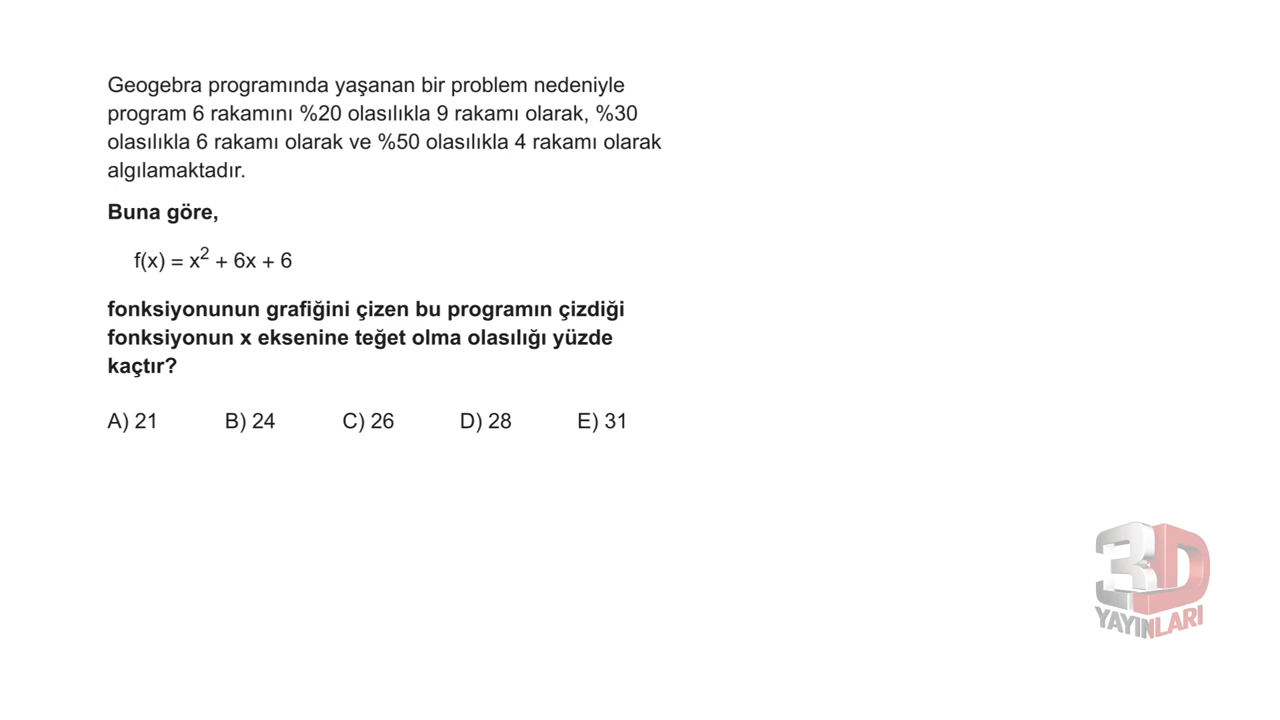 Geogebra programında yaşanan bir problem nedeniyle
program 6 rakamını %20 olasılıkla 9 rakamı olarak, %30
olasılıkla 6 rakamı olarak ve %50 olasılıkla 4 rakamı olarak
algılamaktadır.
Buna göre,
f(x) = x² + 6x + 6
fonksiyonunun grafiğini çizen bu programın çizdiği
fonksiyonun x eksenine teğet olma olasılığı yüzde
kaçtır?
A) 21 B) 24 C) 26 D) 28 E) 31
3D
YAYINLARI